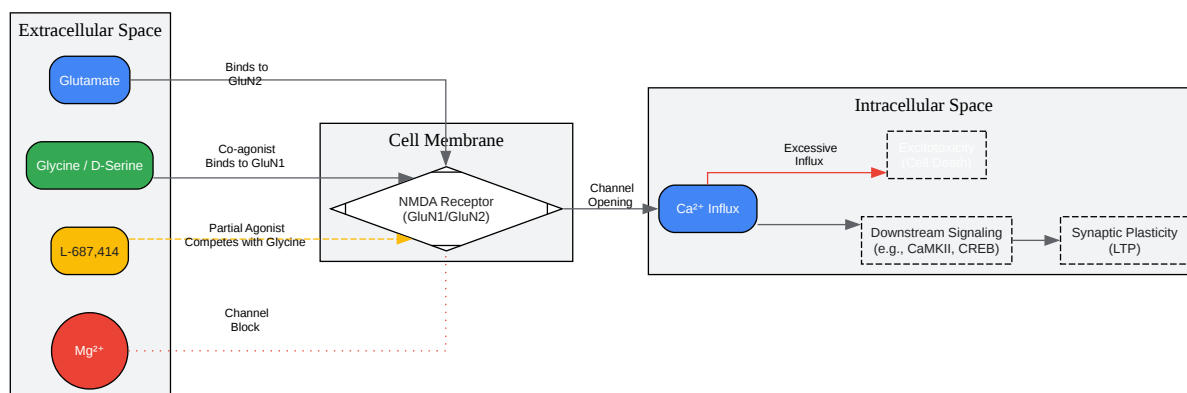 Extracellular Space
Glutamate
Binds to
GluN2
Glycine / D-Serine
Co-agonist
Binds to GluN1
L-687,414
Partial Agonist
Competes with Glycine
Mg²⁺
Channel
Block
Cell Membrane
NMDA Receptor
(GluN1/GluN2)
Channel
Opening
Intracellular Space
Ca²⁺ Influx
Excessive
Influx
Excitotoxicity
(Cell Death)
Downstream Signaling
(e.g., CaMKII, CREB)
Synaptic Plasticity
(LTP)